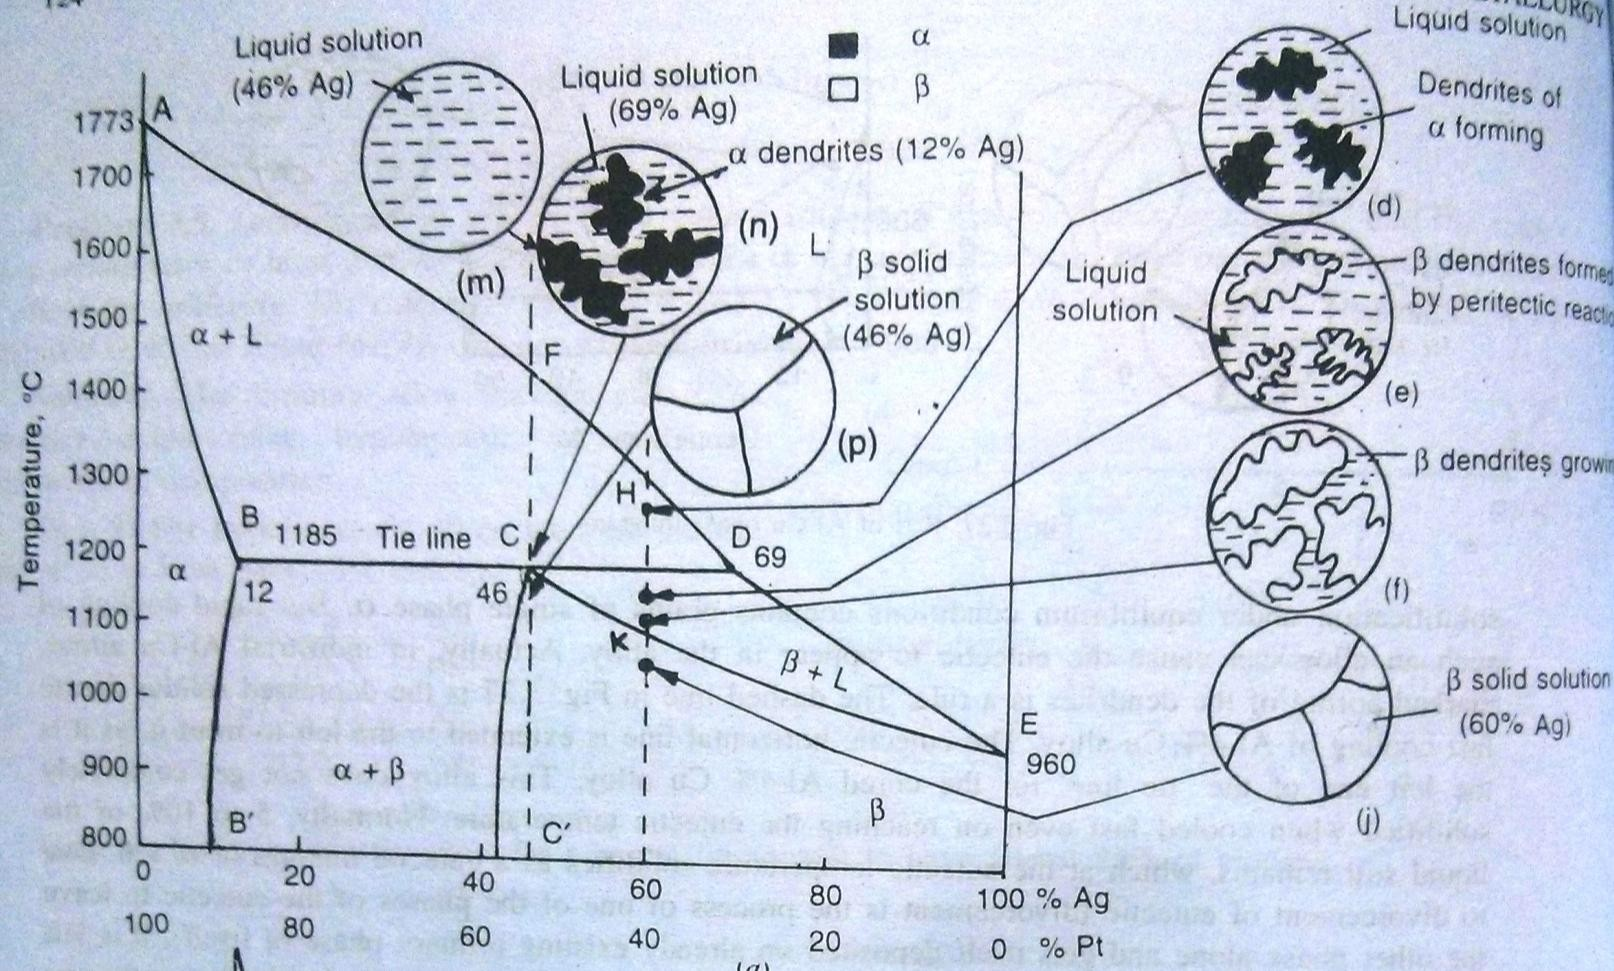 124
METALLURGY
Liquid solution
(46% Ag)
Liquid solution
(69% Ag)
α
β
α dendrites (12% Ag)
Liquid solution
Dendrites of
α forming
(d)
A
1773
1700
1600
1500
1400
1300
1200
1100
1000
900
800
Temperature, °C
(m)
(n)
L
β solid
solution
(46% Ag)
(p)
Liquid
solution
β dendrites formed
by peritectic
(e)
α + L
F
H
β dendrites
(f)
B
1185
Tie line
C
D
69
α
12
46
K
β + L
E
960
β solid solution
(60% Ag)
(j)
α + β
β
B′
C′
0 20 40 60 80 100 % Ag
100 80 60 40 20 0 % Pt
(a)